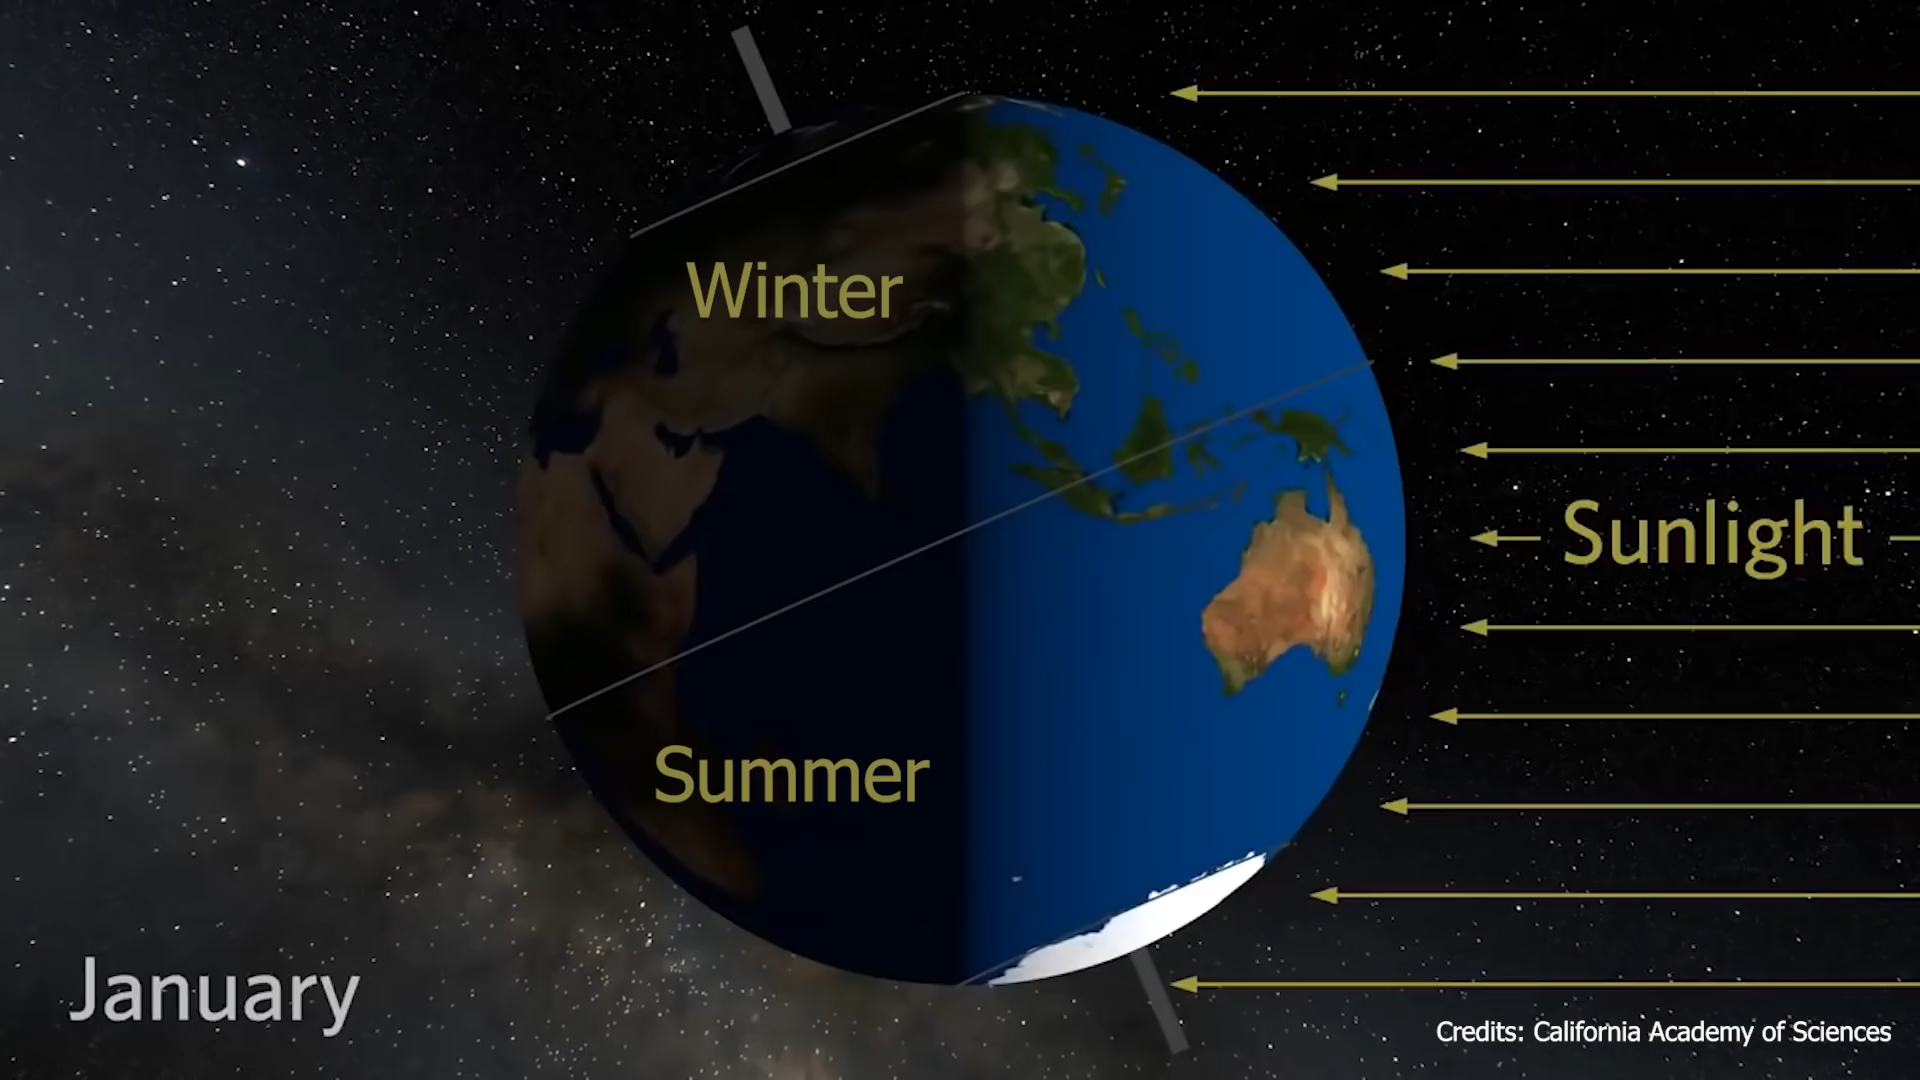 Winter
Sunlight
Summer
January
Credits: California Academy of Sciences